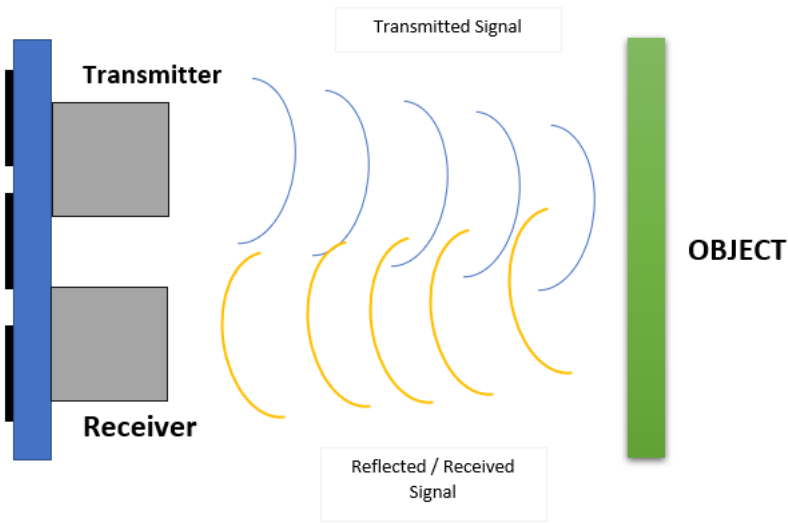 Transmitted Signal
Transmitter
OBJECT
Receiver
Reflected / Received
Signal